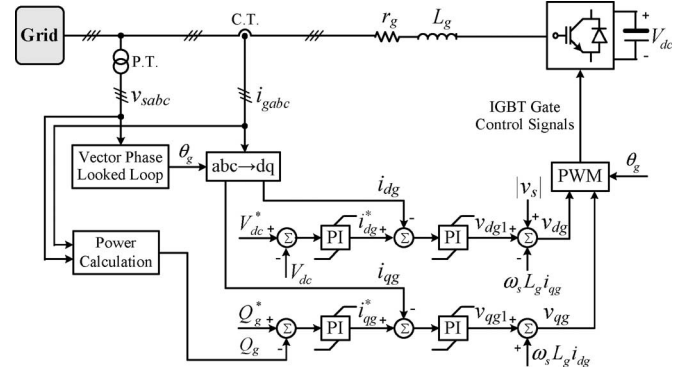 Grid
C.T.
r_g
L_g
+
V_dc
-
P.T.
v_sabc
i_gabc
IGBT Gate
Control Signals
Vector Phase
Looked Loop
θ_g
abc→dq
PWM
θ_g
i_dg
|v_s|
V_dc^*
+
Σ
-
V_dc
PI
i_dg^*
+
Σ
-
PI
v_dg1
+
+
Σ
-
v_dg
ω_s L_g i_qg
Power
Calculation
i_qg
Q_g^*
+
Σ
-
Q_g
PI
i_qg^*
+
Σ
-
PI
v_qg1
+
Σ
+
v_qg
ω_s L_g i_dg